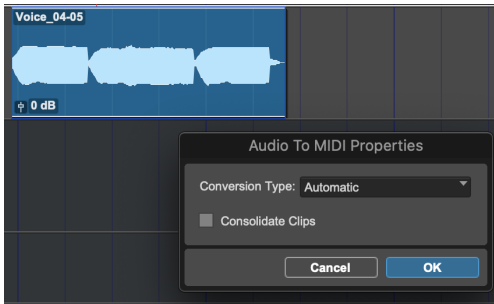 Voice_04-05
0 dB
Audio To MIDI Properties
Conversion Type: Automatic
Consolidate Clips
Cancel OK